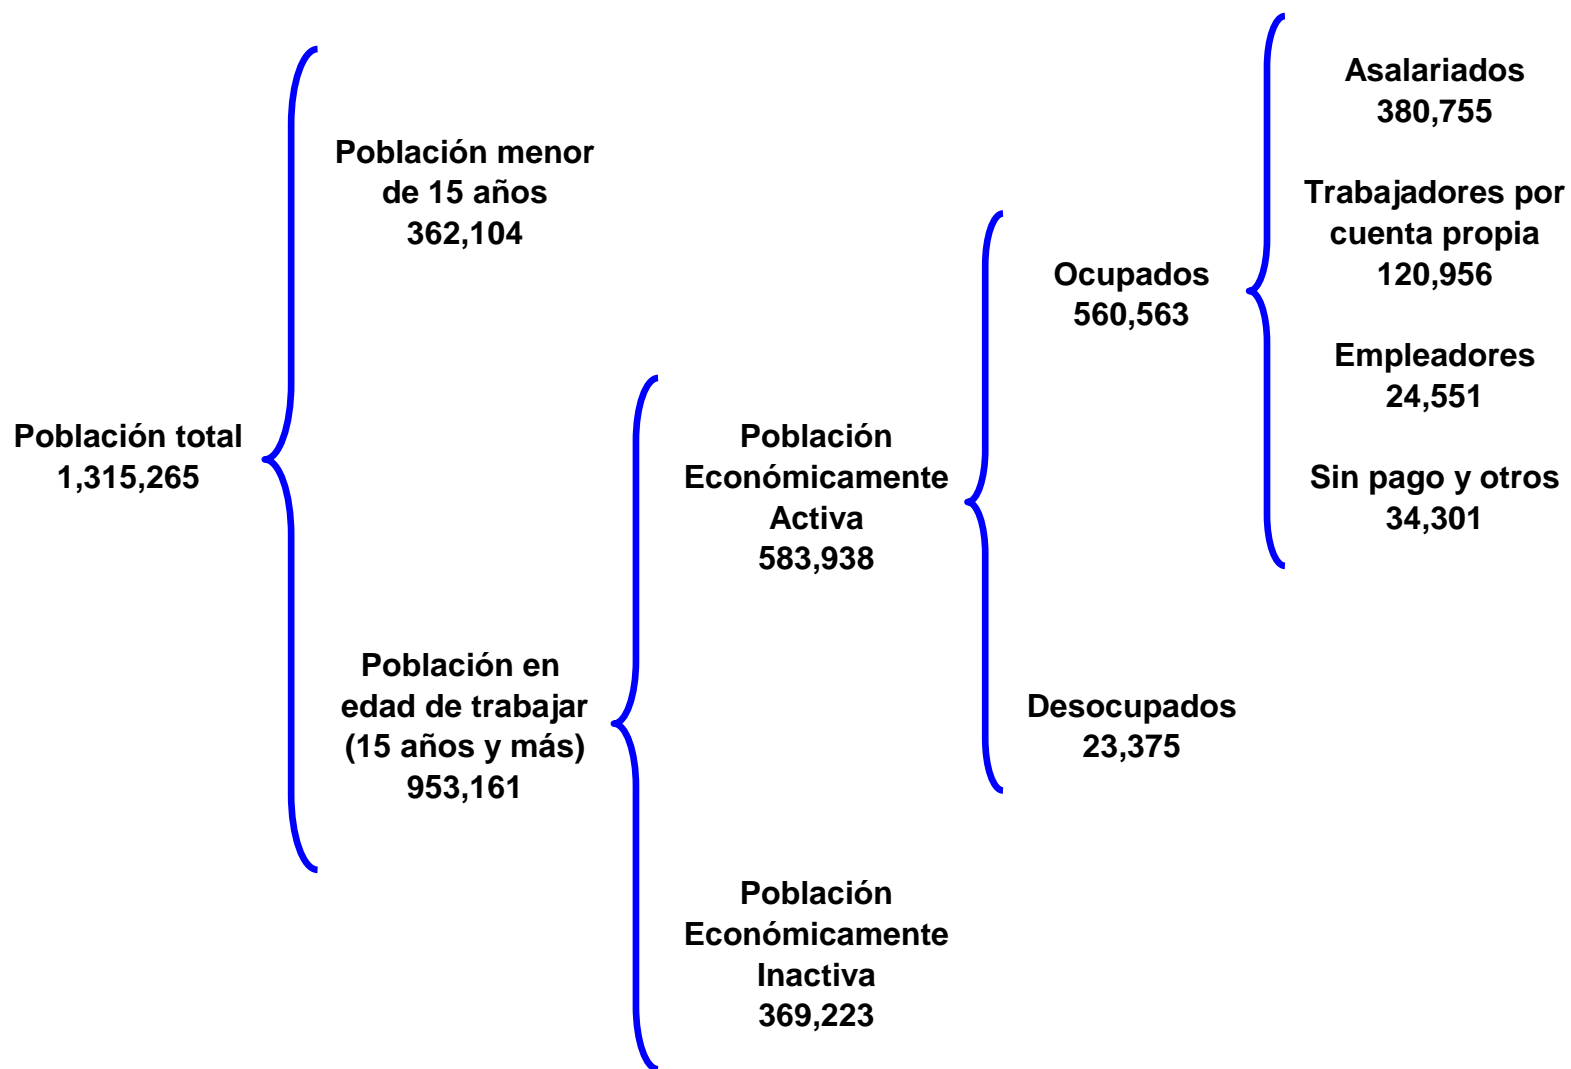 Población total
1,315,265
Población menor
de 15 años
362,104
Población en
edad de trabajar
(15 años y más)
953,161
Población
Económicamente
Activa
583,938
Población
Económicamente
Inactiva
369,223
Ocupados
560,563
Desocupados
23,375
Asalariados
380,755
Trabajadores por
cuenta propia
120,956
Empleadores
24,551
Sin pago y otros
34,301